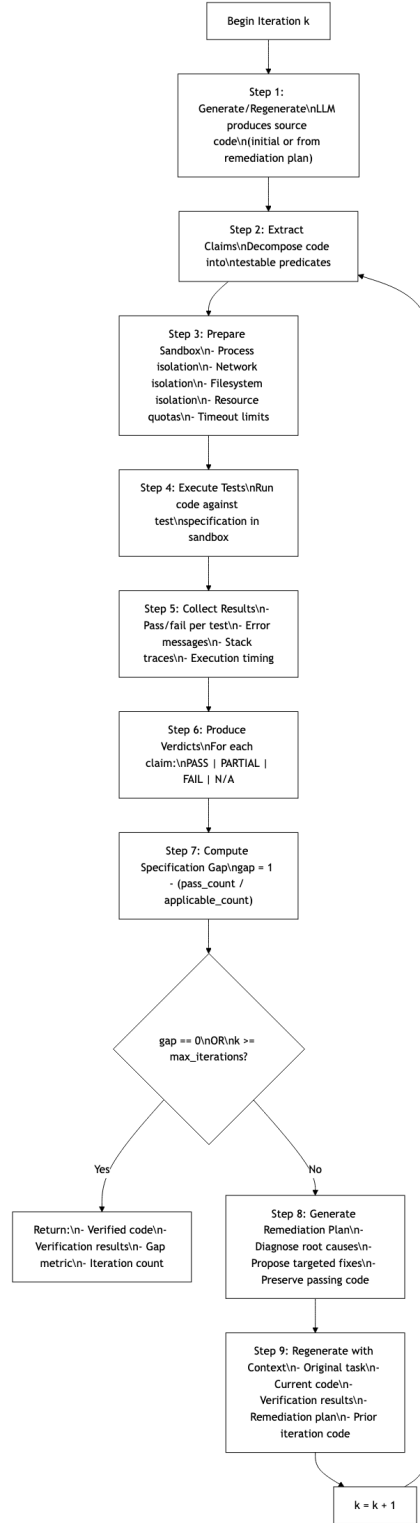 Begin Iteration k
Step 1:
Generate/Regenerate\nLLM
produces source
code\n(initial or from
remediation plan)
Step 2: Extract
Claims\nDecompose code
into\ntestable predicates
Step 3: Prepare
Sandbox\n- Process
isolation\n- Network
isolation\n- Filesystem
isolation\n- Resource
quotas\n- Timeout limits
Step 4: Execute Tests\nRun
code against
test\nspecification in
sandbox
Step 5: Collect Results\n-
Pass/fail per test\n- Error
messages\n- Stack
traces\n- Execution timing
Step 6: Produce
Verdicts\nFor each
claim:\nPASS | PARTIAL |
FAIL | N/A
Step 7: Compute
Specification Gap\ngap = 1
- (pass_count /
applicable_count)
gap == 0\nOR\nk >=
max_iterations?
Yes
No
Return:\n- Verified code\n-
Verification results\n- Gap
metric\n- Iteration count
Step 8: Generate
Remediation Plan\n-
Diagnose root causes\n-
Propose targeted fixes\n-
Preserve passing code
Step 9: Regenerate with
Context\n- Original task\n-
Current code\n-
Verification results\n-
Remediation plan\n- Prior
iteration code
k = k + 1